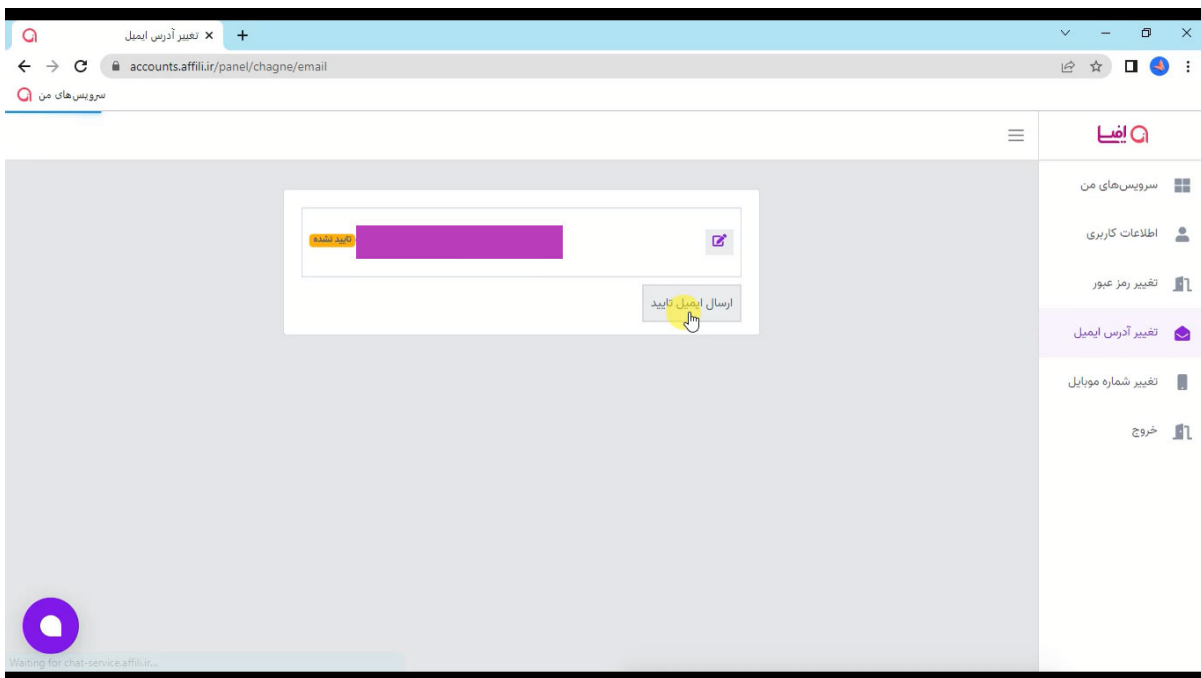 تغییر آدرس ایمیل
accounts.affili.ir/panel/chagne/email
سرویس‌های من
افیلی
سرویس‌های من
اطلاعات کاربری
تغییر رمز عبور
تغییر آدرس ایمیل
تغییر شماره موبایل
خروج
تایید نشده
ارسال ایمیل تایید
Waiting for chat-service.affili.ir...